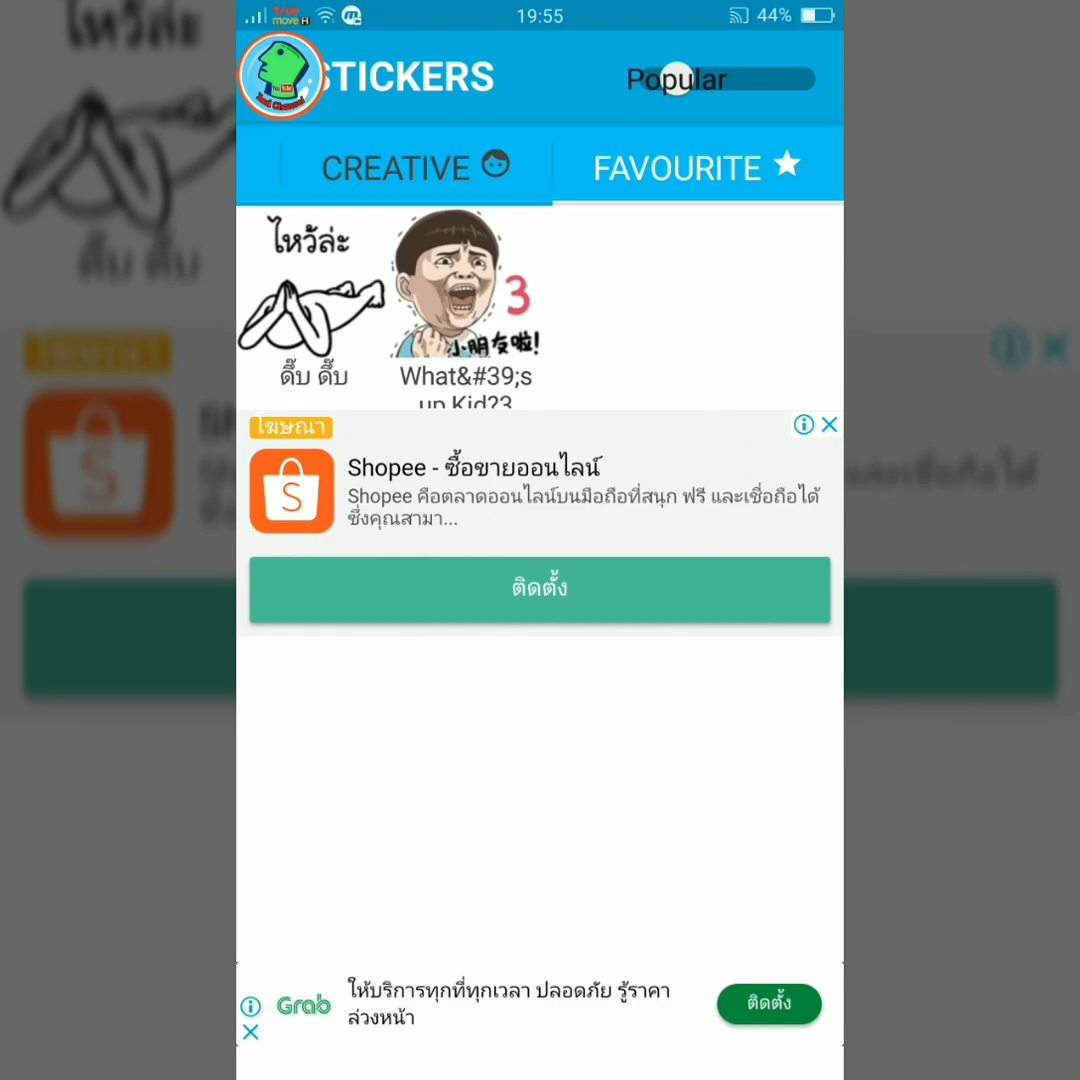 true
move H
19:55
44%
STICKERS
Popular
CREATIVE
FAVOURITE
ไหว้ล่ะ
3
小朋友啦!
ดึ๊บ ดึ๊บ
What&#39;s
up Kid?3
โฆษณา
Shopee - ซื้อขายออนไลน์
Shopee คือตลาดออนไลน์บนมือถือที่สนุก ฟรี และเชื่อถือได้
ซึ่งคุณสามา...
ติดตั้ง
Grab
ให้บริการทุกที่ทุกเวลา ปลอดภัย รู้ราคา
ล่วงหน้า
ติดตั้ง